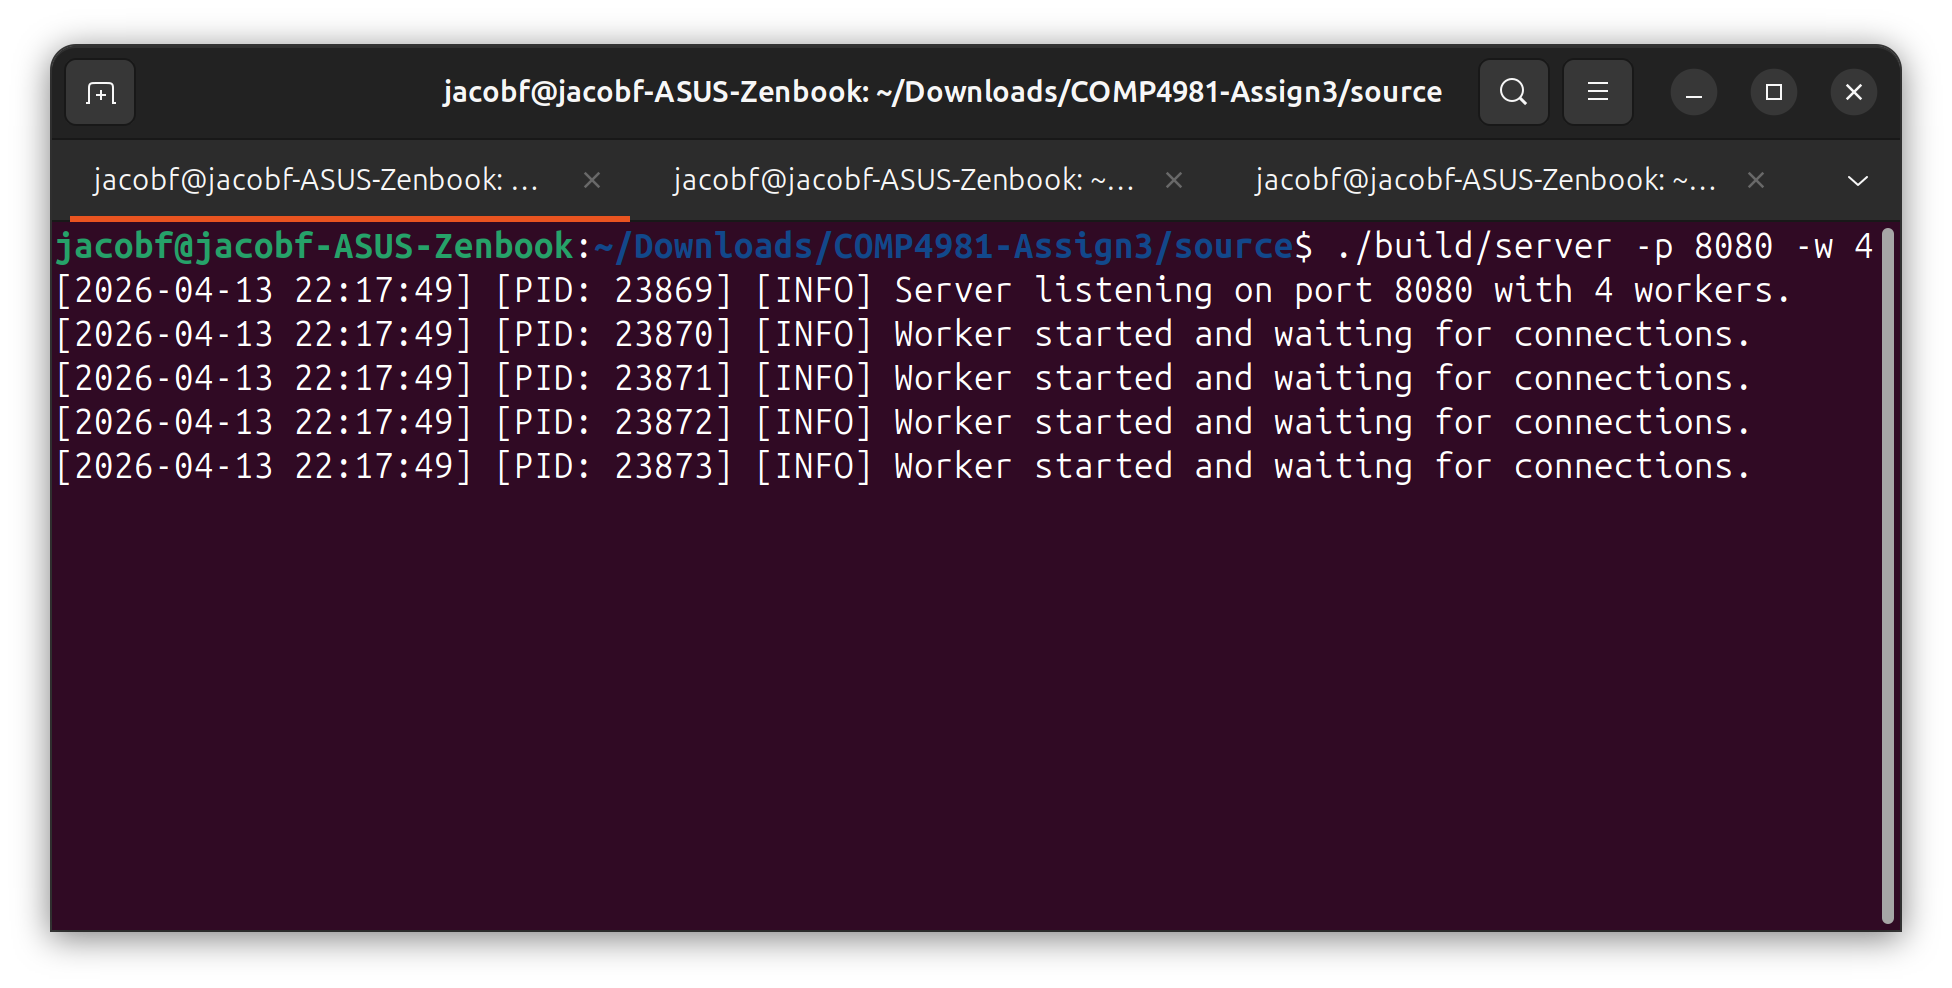 jacobf@jacobf-ASUS-Zenbook: ~/Downloads/COMP4981-Assign3/source
jacobf@jacobf-ASUS-Zenbook: ... jacobf@jacobf-ASUS-Zenbook: ~... jacobf@jacobf-ASUS-Zenbook: ~...
jacobf@jacobf-ASUS-Zenbook:~/Downloads/COMP4981-Assign3/source$ ./build/server -p 8080 -w 4
[2026-04-13 22:17:49] [PID: 23869] [INFO] Server listening on port 8080 with 4 workers.
[2026-04-13 22:17:49] [PID: 23870] [INFO] Worker started and waiting for connections.
[2026-04-13 22:17:49] [PID: 23871] [INFO] Worker started and waiting for connections.
[2026-04-13 22:17:49] [PID: 23872] [INFO] Worker started and waiting for connections.
[2026-04-13 22:17:49] [PID: 23873] [INFO] Worker started and waiting for connections.